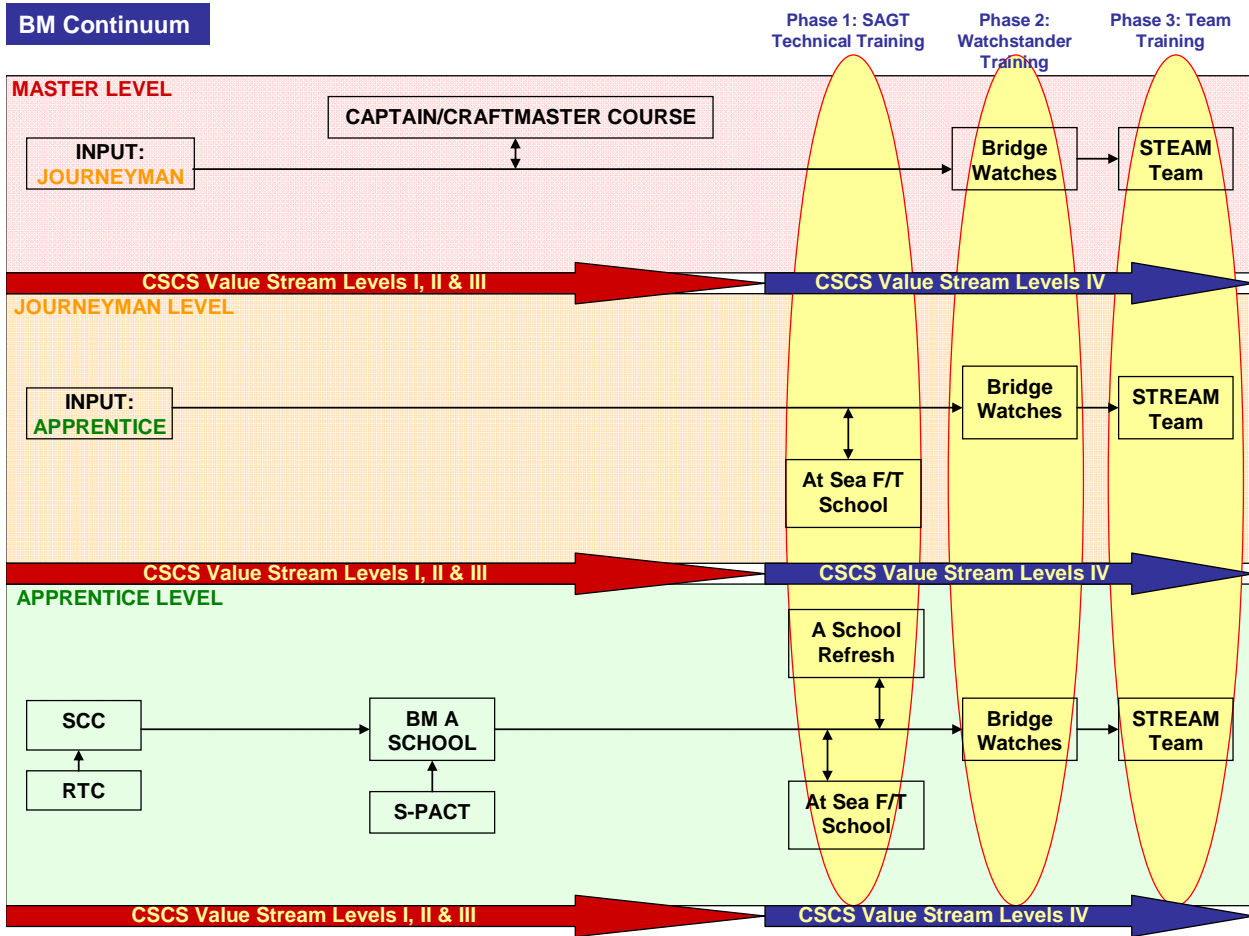 BM Continuum
Phase 1: SAGT
Technical Training
Phase 2:
Watchstander
Training
Phase 3: Team
Training
MASTER LEVEL
CAPTAIN/CRAFTMASTER COURSE
INPUT:
JOURNEYMAN
Bridge
Watches
STEAM
Team
CSCS Value Stream Levels I, II & III
CSCS Value Stream Levels IV
JOURNEYMAN LEVEL
INPUT:
APPRENTICE
Bridge
Watches
STREAM
Team
At Sea F/T
School
CSCS Value Stream Levels I, II & III
CSCS Value Stream Levels IV
APPRENTICE LEVEL
A School
Refresh
SCC
BM A
SCHOOL
Bridge
Watches
STREAM
Team
RTC
S-PACT
At Sea F/T
School
CSCS Value Stream Levels I, II & III
CSCS Value Stream Levels IV